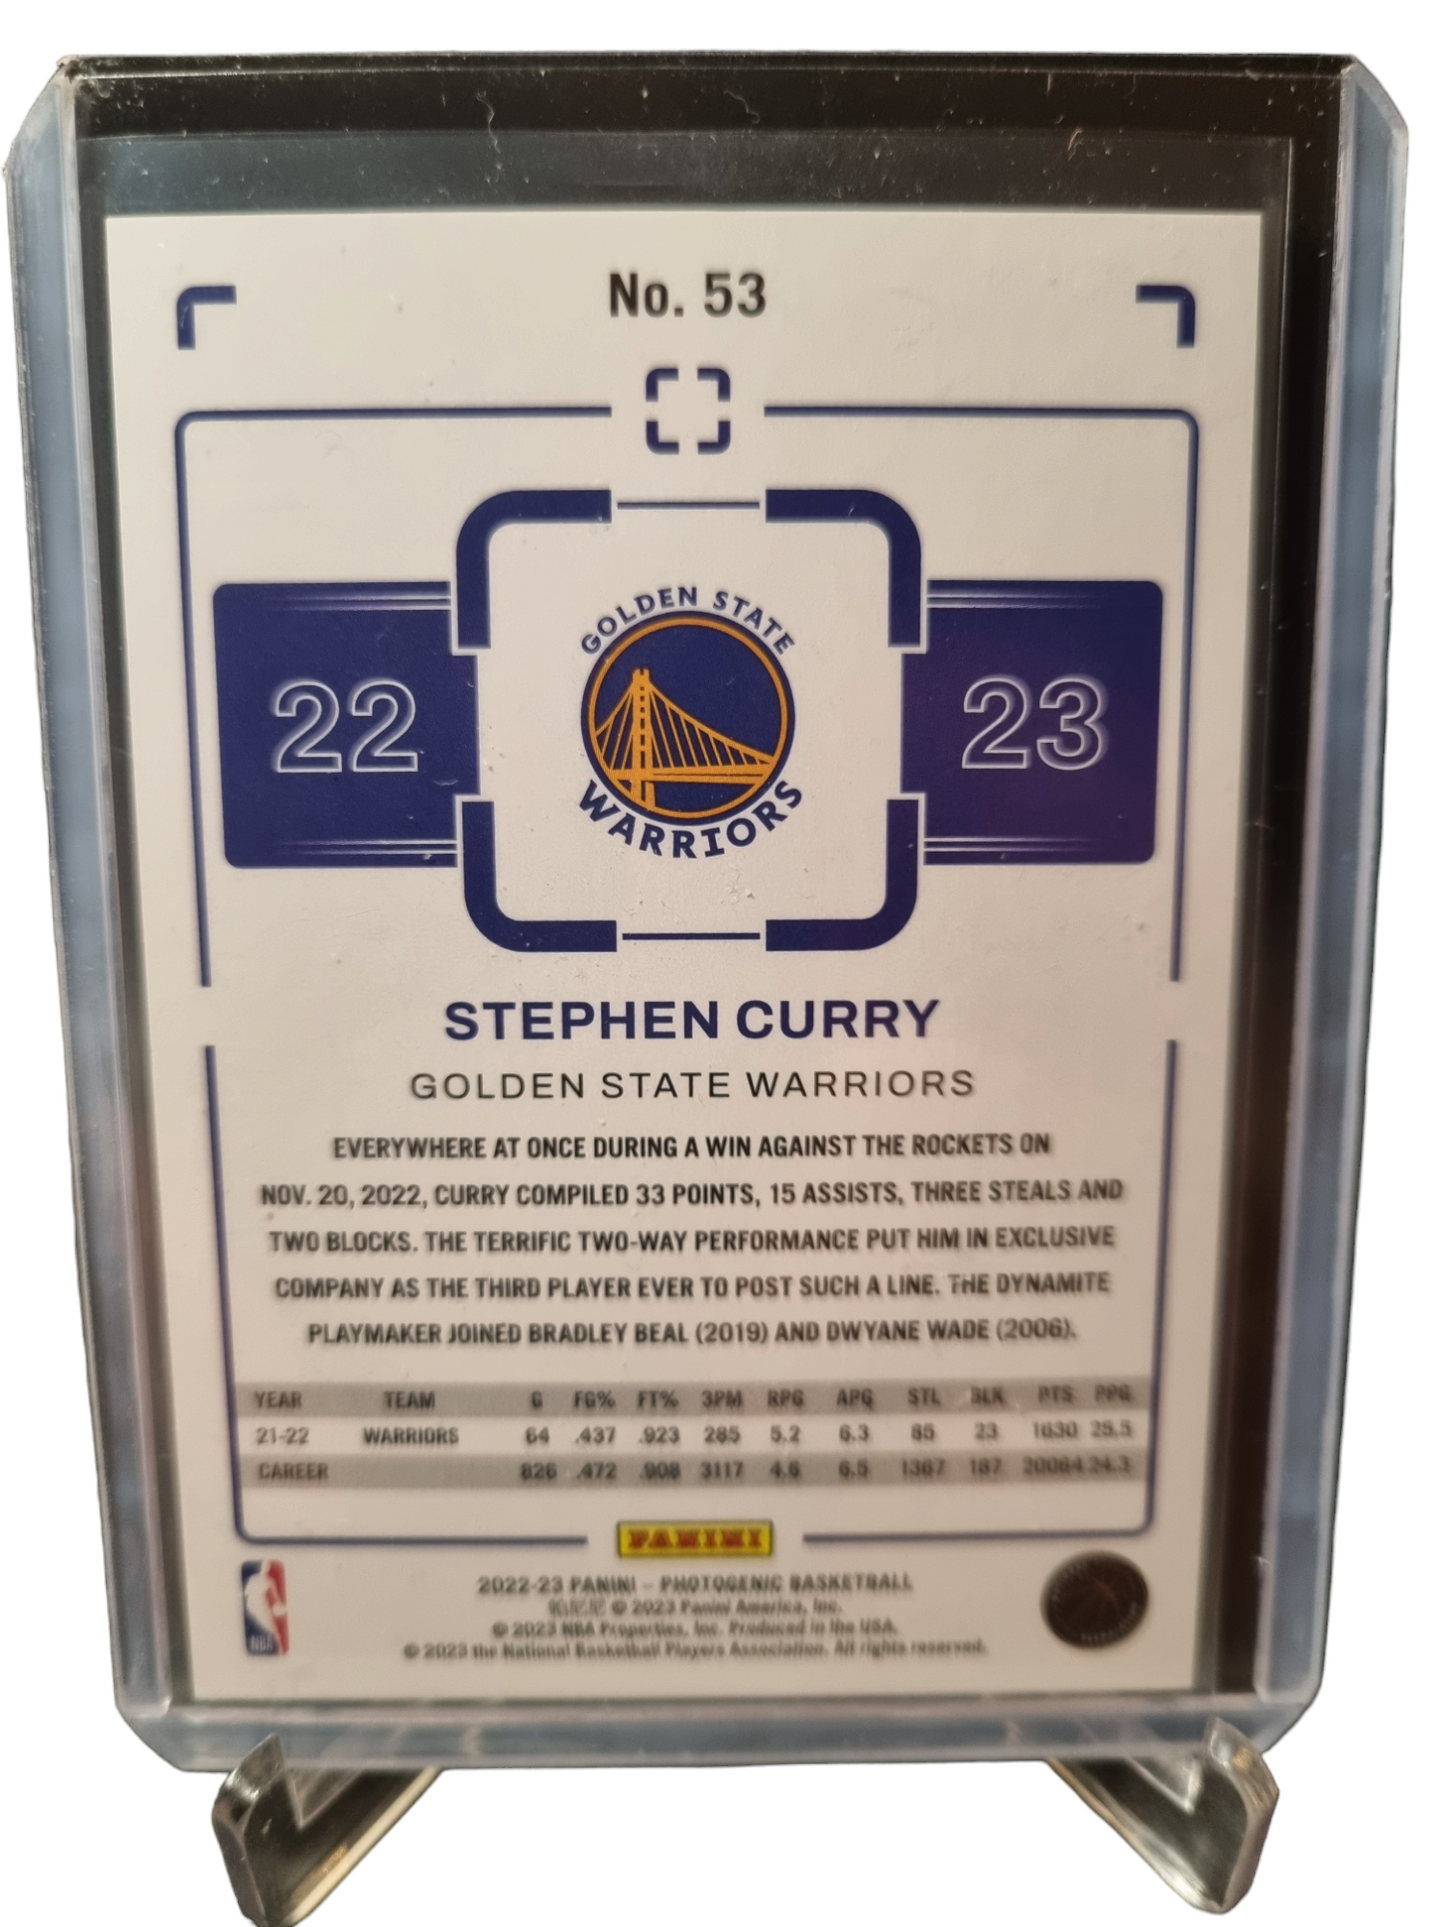 No. 53
GOLDEN STATE
22 23
WARRIORS
STEPHEN CURRY
GOLDEN STATE WARRIORS
EVERYWHERE AT ONCE DURING A WIN AGAINST THE ROCKETS ON
NOV. 20, 2022, CURRY COMPILED 33 POINTS, 15 ASSISTS, THREE STEALS AND
TWO BLOCKS. THE TERRIFIC TWO-WAY PERFORMANCE PUT HIM IN EXCLUSIVE
COMPANY AS THE THIRD PLAYER EVER TO POST SUCH A LINE. THE DYNAMITE
PLAYMAKER JOINED BRADLEY BEAL (2019) AND DWYANE WADE (2006).
YEAR TEAM G FG% FT% 3PM RPG APG STL BLK PTS PPG
21-22 WARRIORS 64 .437 .923 285 5.2 6.3 85 23 1630 25.5
CAREER 826 .472 .908 3117 4.6 6.5 1367 187 20064 24.3
PANINI
2022-23 PANINI – PHOTOGENIC BASKETBALL
© 2023 Panini America, Inc.
© 2023 NBA Properties, Inc. Produced in the USA.
© 2023 the National Basketball Players Association. All rights reserved.
NBA